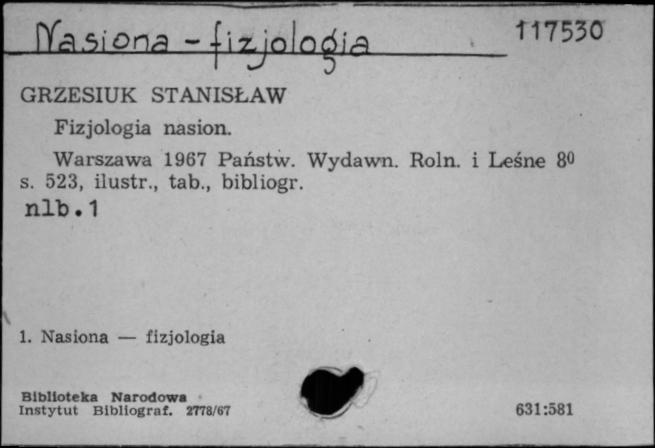 Nasiona - fizjologia 117530
GRZESIUK STANISŁAW
Fizjologia nasion.
Warszawa 1967 Państw. Wydawn. Roln. i Leśne 8⁰
s. 523, ilustr., tab., bibliogr.
nlb.1
1. Nasiona — fizjologia
Biblioteka Narodowa
Instytut Bibliograf. 2778/67 631:581